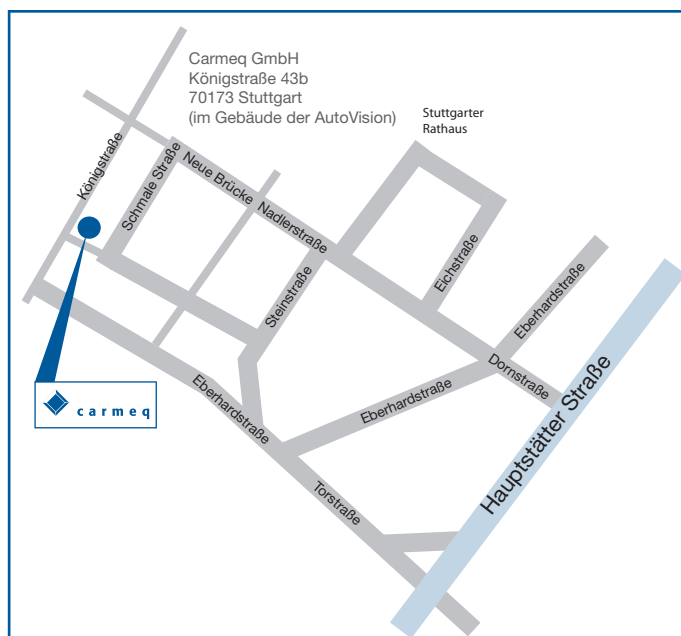 Carmeq GmbH
Königstraße 43b
70173 Stuttgart
(im Gebäude der AutoVision)
Stuttgarter
Rathaus
Königstraße
Schmale Straße
Neue Brücke
Nadlerstraße
Steinstraße
Eichstraße
Eberhardstraße
Dornstraße
Eberhardstraße
Eberhardstraße
Hauptstätter Straße
Torstraße
carmeq